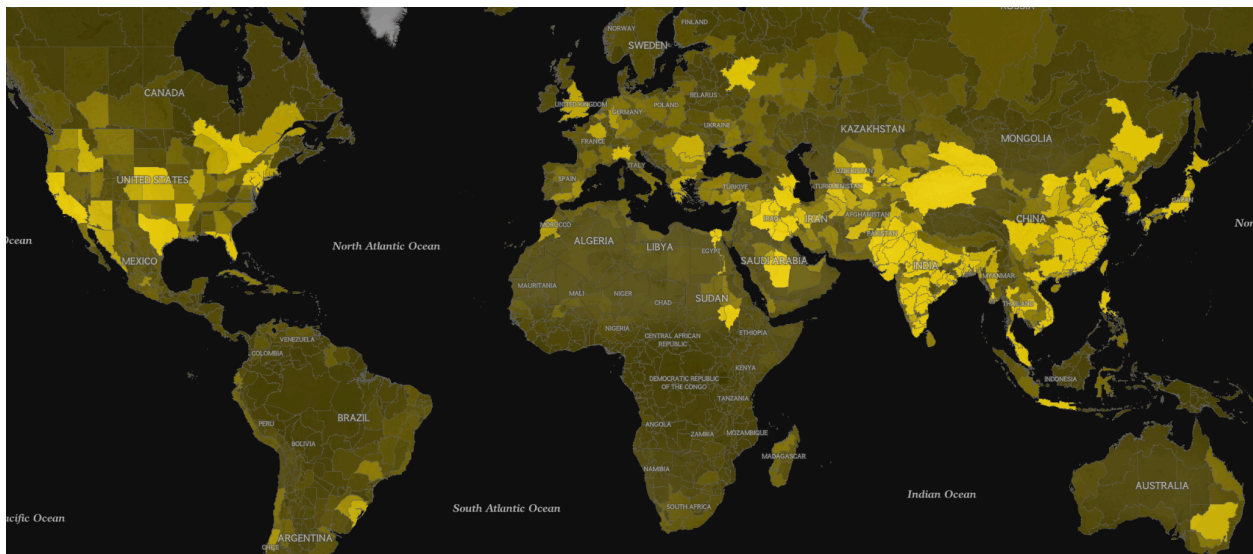 RUSSIA
NORWAY
FINLAND
SWEDEN
CANADA
UNITED KINGDOM
BELARUS
POLAND
GERMANY
UKRAINE
FRANCE
KAZAKHSTAN
MONGOLIA
UNITED STATES
ITALY
SPAIN
TÜRKIYE
UZBEKISTAN
TURKMENISTAN
JAPAN
CHINA
MOROCCO
IRAQ
IRAN
AFGHANISTAN
PAKISTAN
Ocean
North Atlantic Ocean
ALGERIA
LIBYA
EGYPT
SAUDI ARABIA
INDIA
MYANMAR
MEXICO
MAURITANIA
MALI
NIGER
CHAD
SUDAN
THAILAND
NIGERIA
CENTRAL AFRICAN
REPUBLIC
ETHIOPIA
VENEZUELA
COLOMBIA
KENYA
DEMOCRATIC REPUBLIC
OF THE CONGO
TANZANIA
INDONESIA
PERU
BRAZIL
BOLIVIA
ANGOLA
ZAMBIA
MOZAMBIQUE
MADAGASCAR
NAMIBIA
SOUTH AFRICA
AUSTRALIA
Indian Ocean
South Atlantic Ocean
acific Ocean
ARGENTINA
CHILE